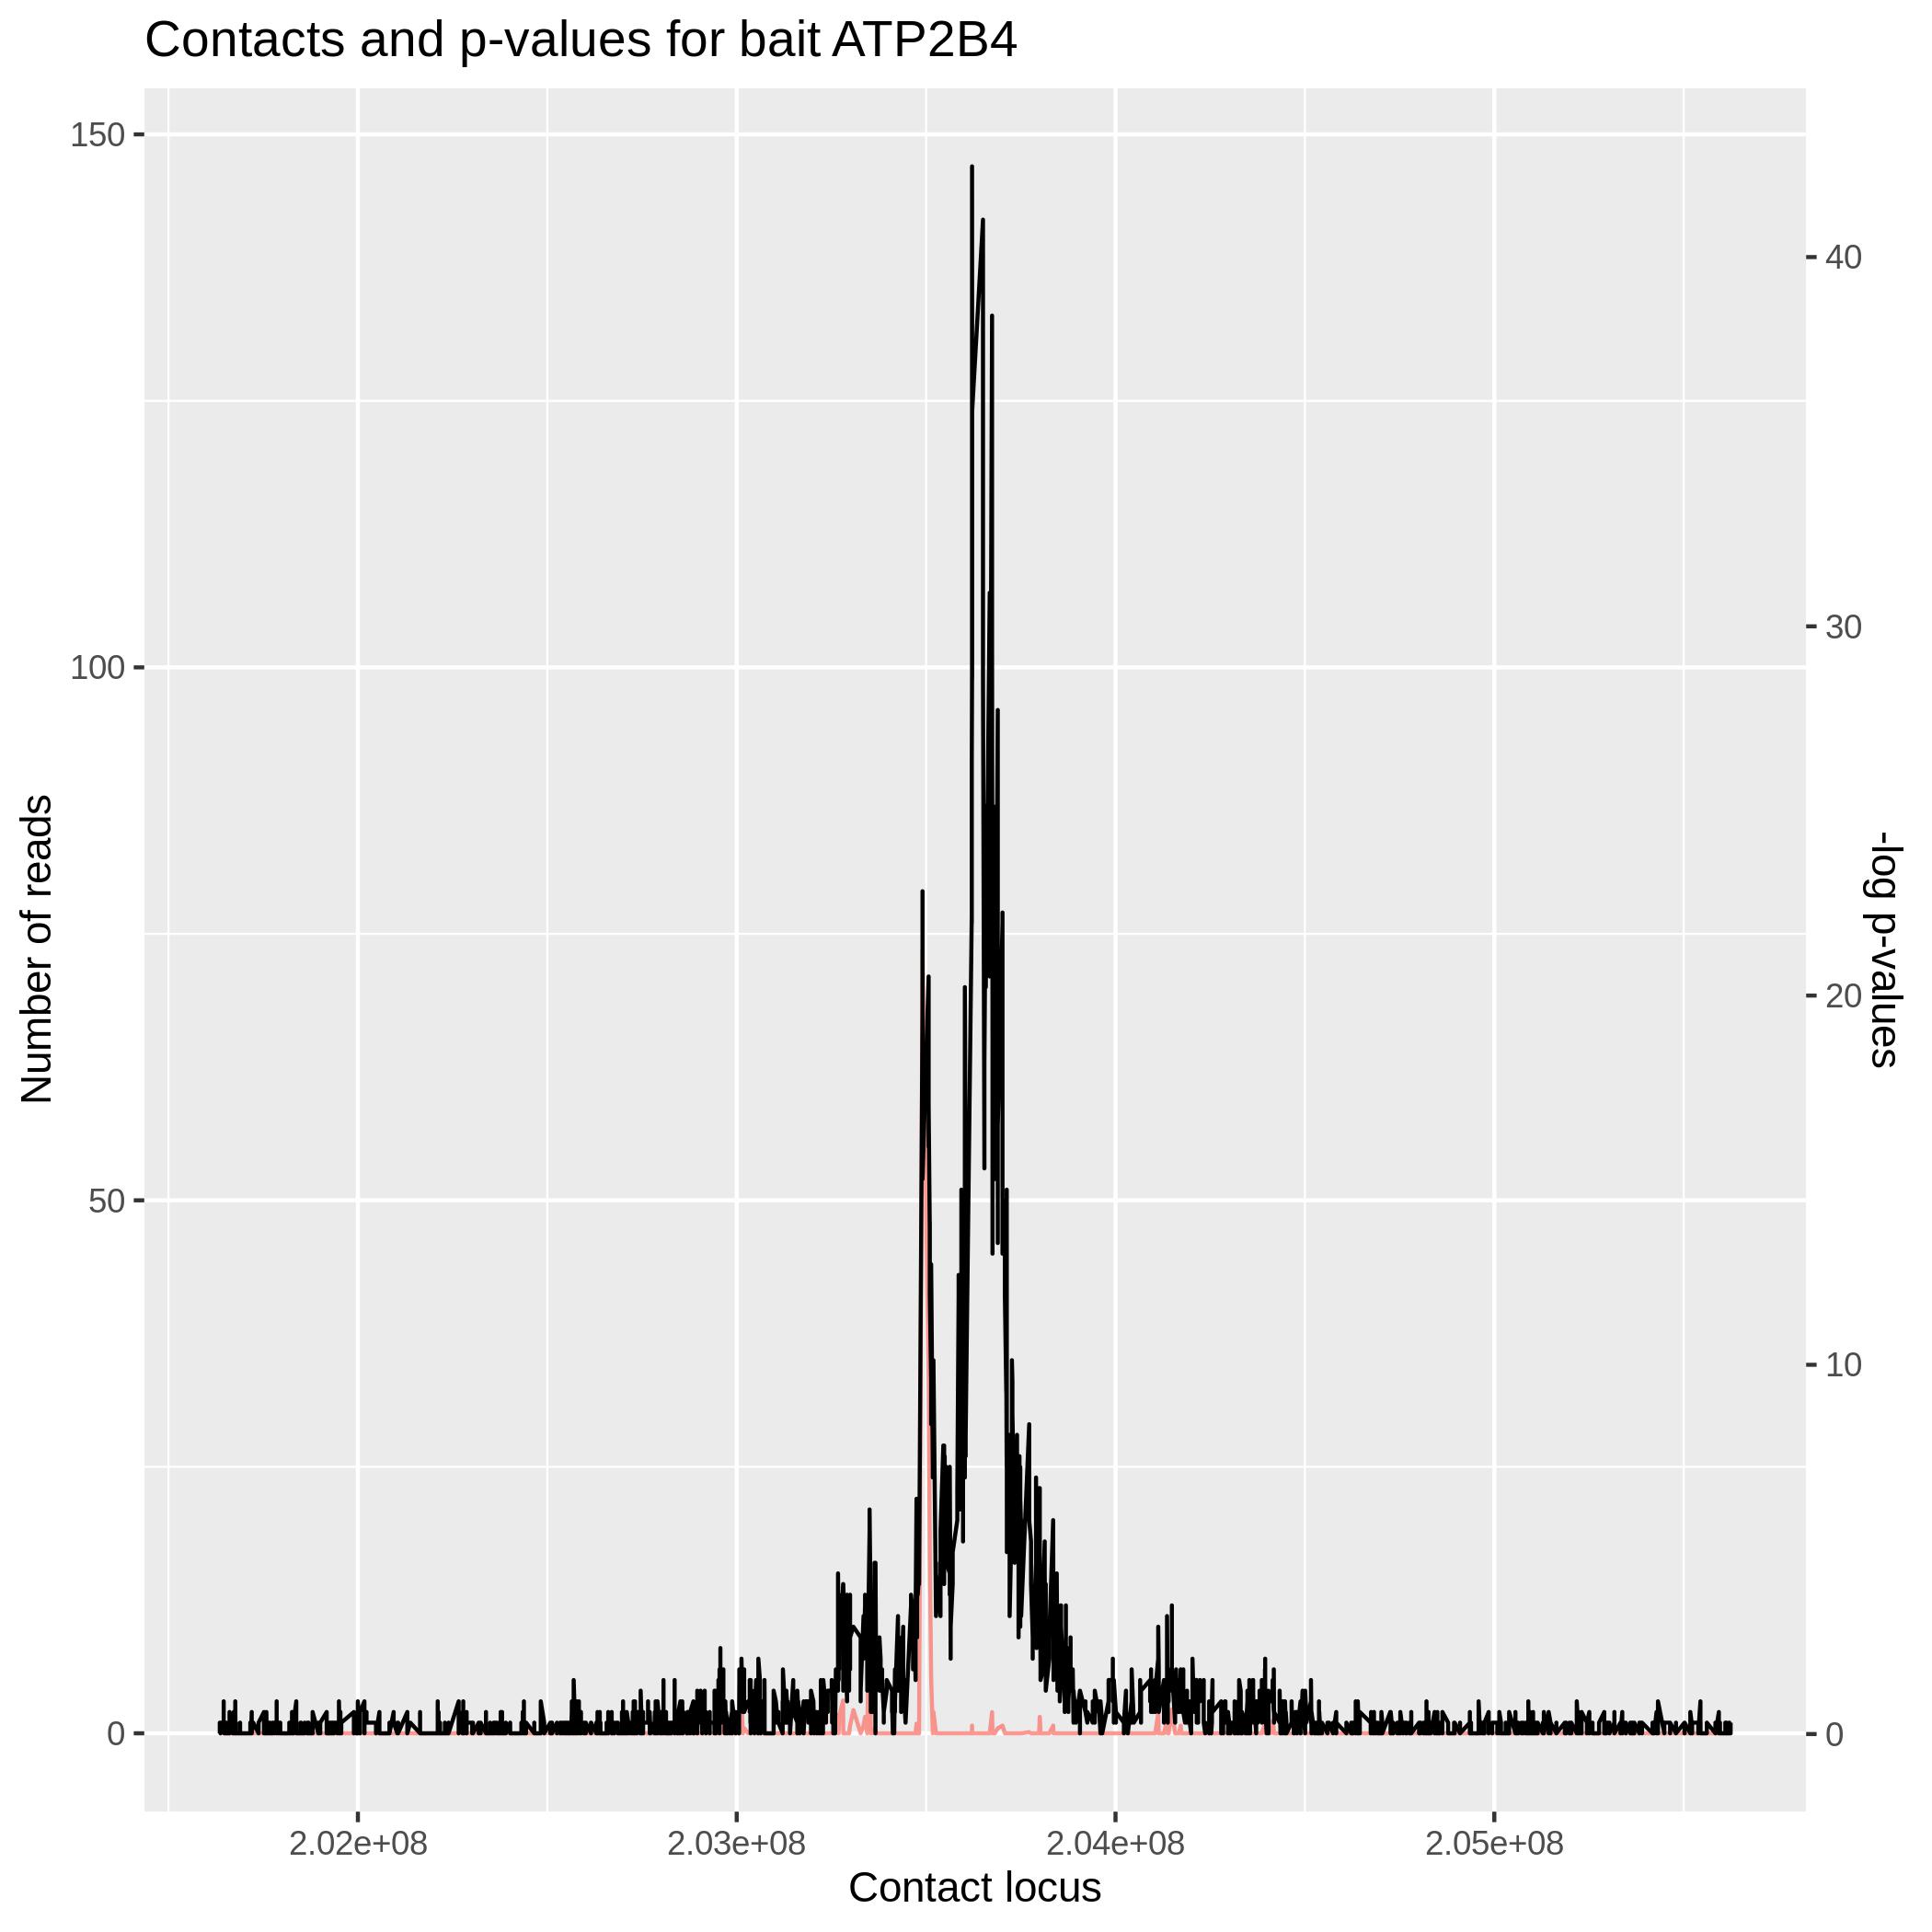 Contacts and p-values for bait ATP2B4
150
100
50
0
Number of reads
40
30
20
10
0
-log p-values
2.02e+08
2.03e+08
2.04e+08
2.05e+08
Contact locus